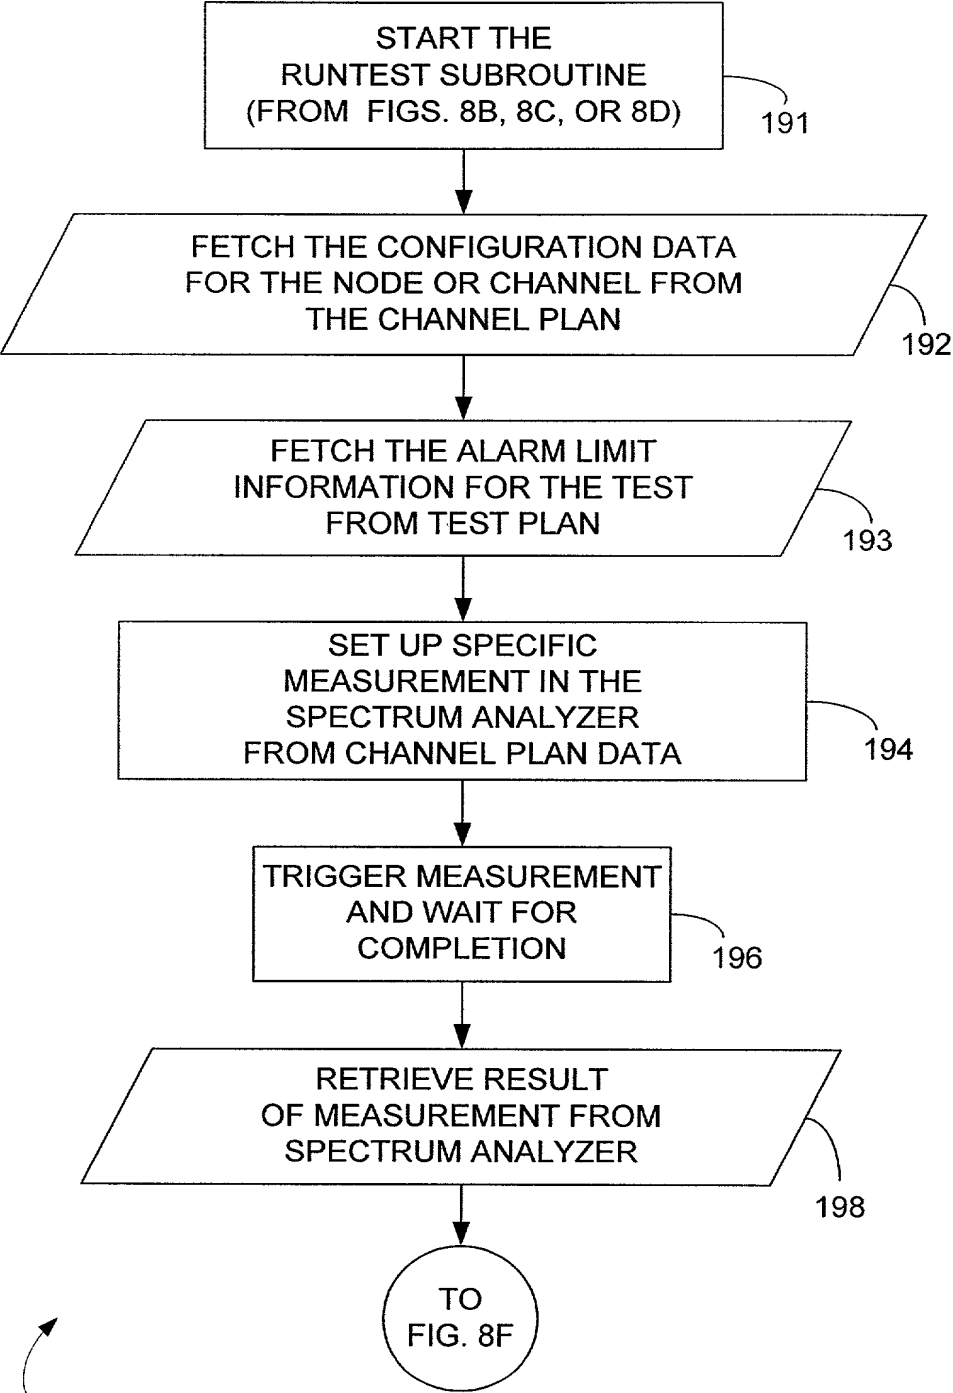 START THE
RUNTEST SUBROUTINE
(FROM FIGS. 8B, 8C, OR 8D)
191
FETCH THE CONFIGURATION DATA
FOR THE NODE OR CHANNEL FROM
THE CHANNEL PLAN
192
FETCH THE ALARM LIMIT
INFORMATION FOR THE TEST
FROM TEST PLAN
193
SET UP SPECIFIC
MEASUREMENT IN THE
SPECTRUM ANALYZER
FROM CHANNEL PLAN DATA
194
TRIGGER MEASUREMENT
AND WAIT FOR
COMPLETION
196
RETRIEVE RESULT
OF MEASUREMENT FROM
SPECTRUM ANALYZER
198
TO
FIG. 8F